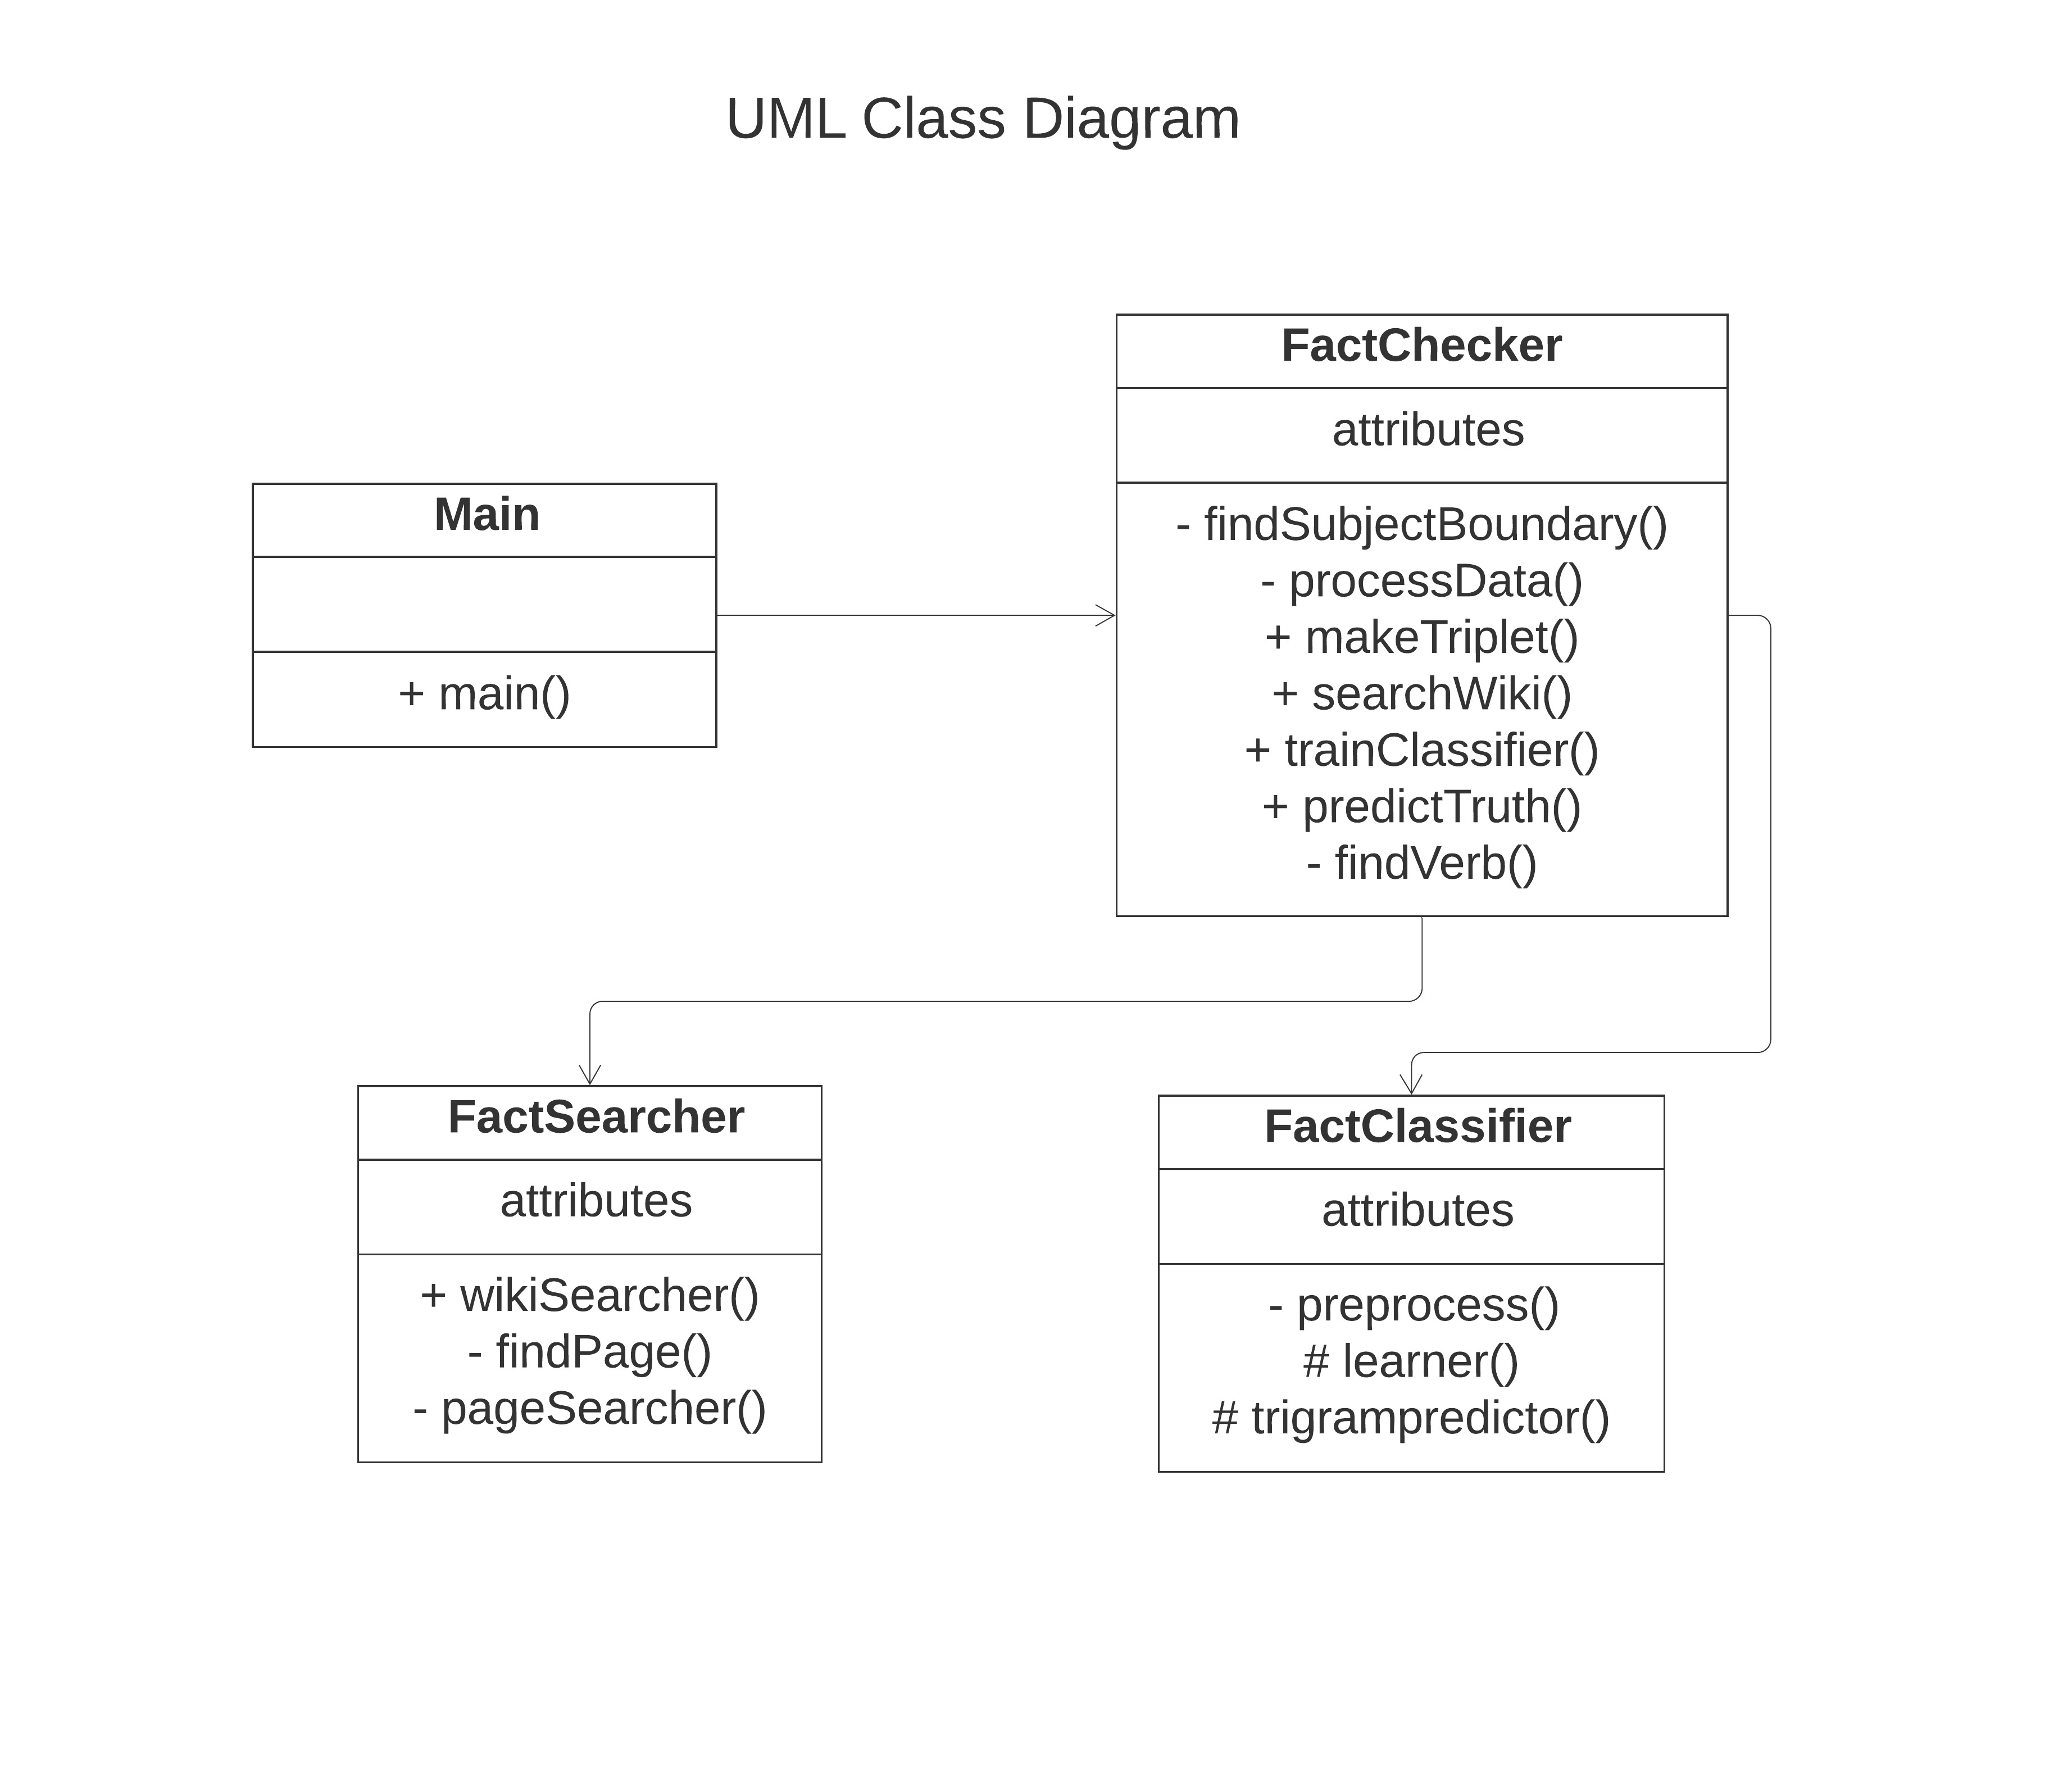 UML Class Diagram
FactChecker
attributes
- findSubjectBoundary()
- processData()
+ makeTriplet()
+ searchWiki()
+ trainClassifier()
+ predictTruth()
- findVerb()
Main
+ main()
FactSearcher
attributes
+ wikiSearcher()
- findPage()
- pageSearcher()
FactClassifier
attributes
- preprocess()
# learner()
# trigrampredictor()